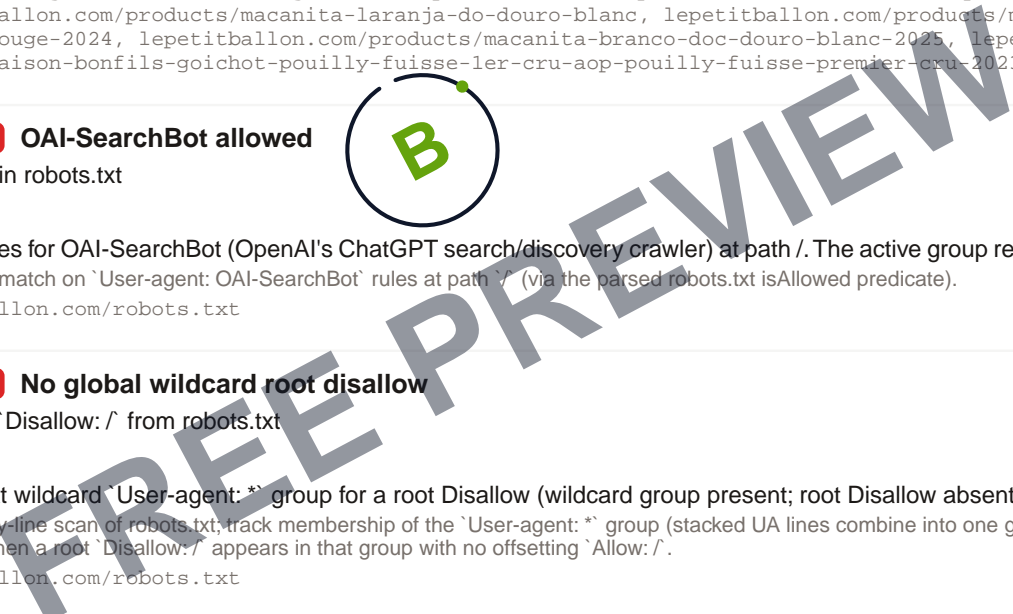 allon.com/products/macanita-laranja-do-douro-blanc, lepetitballon.com/products/
ouge-2024, lepetitballon.com/products/macanita-branco-doc-douro-blanc-2025, lepe
aison-bonfils-goichot-pouilly-fuisse-1er-cru-aop-pouilly-fuisse-premier-cru-202
B
OAI-SearchBot allowed
in robots.txt
es for OAI-SearchBot (OpenAI's ChatGPT search/discovery crawler) at path /. The active group re
match on `User-agent: OAI-SearchBot` rules at path `/` (via the parsed robots.txt isAllowed predicate).
llon.com/robots.txt
No global wildcard root disallow
`Disallow: /` from robots.txt
t wildcard `User-agent: *` group for a root Disallow (wildcard group present; root Disallow absent
y-line scan of robots.txt; track membership of the `User-agent: *` group (stacked UA lines combine into one g
hen a root `Disallow: /` appears in that group with no offsetting `Allow: /`.
llon.com/robots.txt
FREE PREVIEW